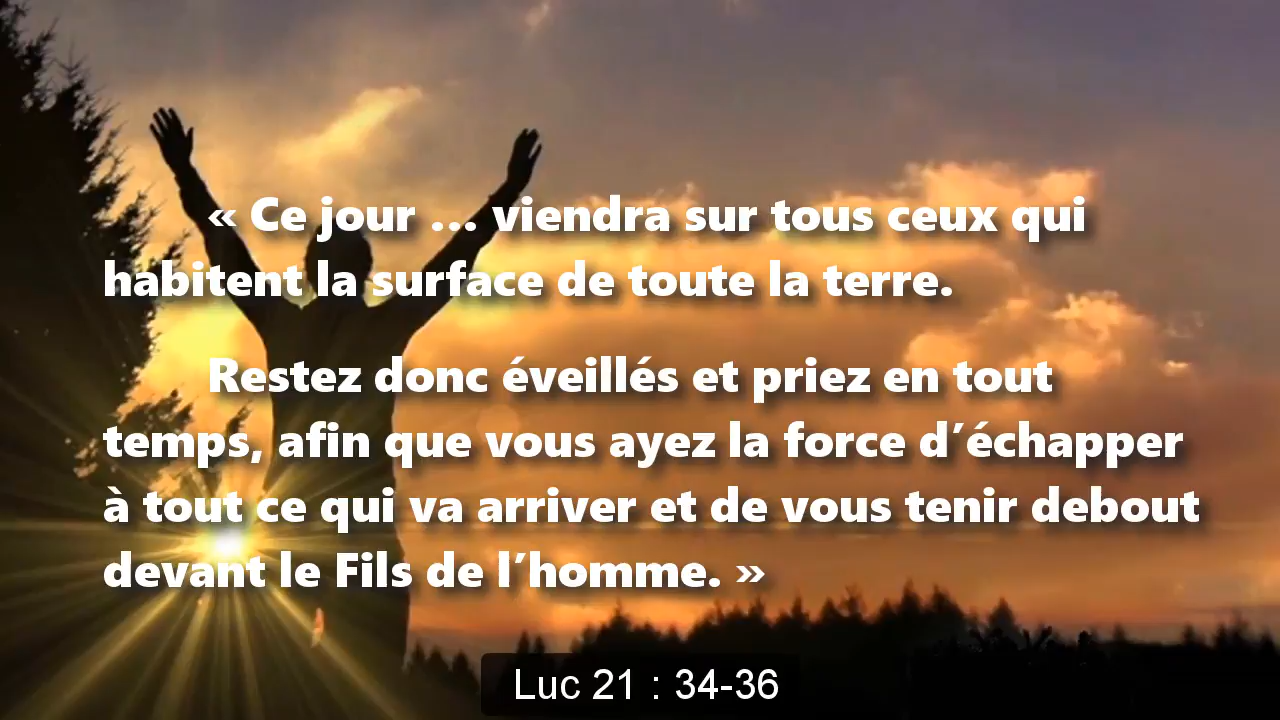 « Ce jour ... viendra sur tous ceux qui
habitent la surface de toute la terre.
Restez donc éveillés et priez en tout
temps, afin que vous ayez la force d’échapper
à tout ce qui va arriver et de vous tenir debout
devant le Fils de l’homme. »
Luc 21 : 34-36